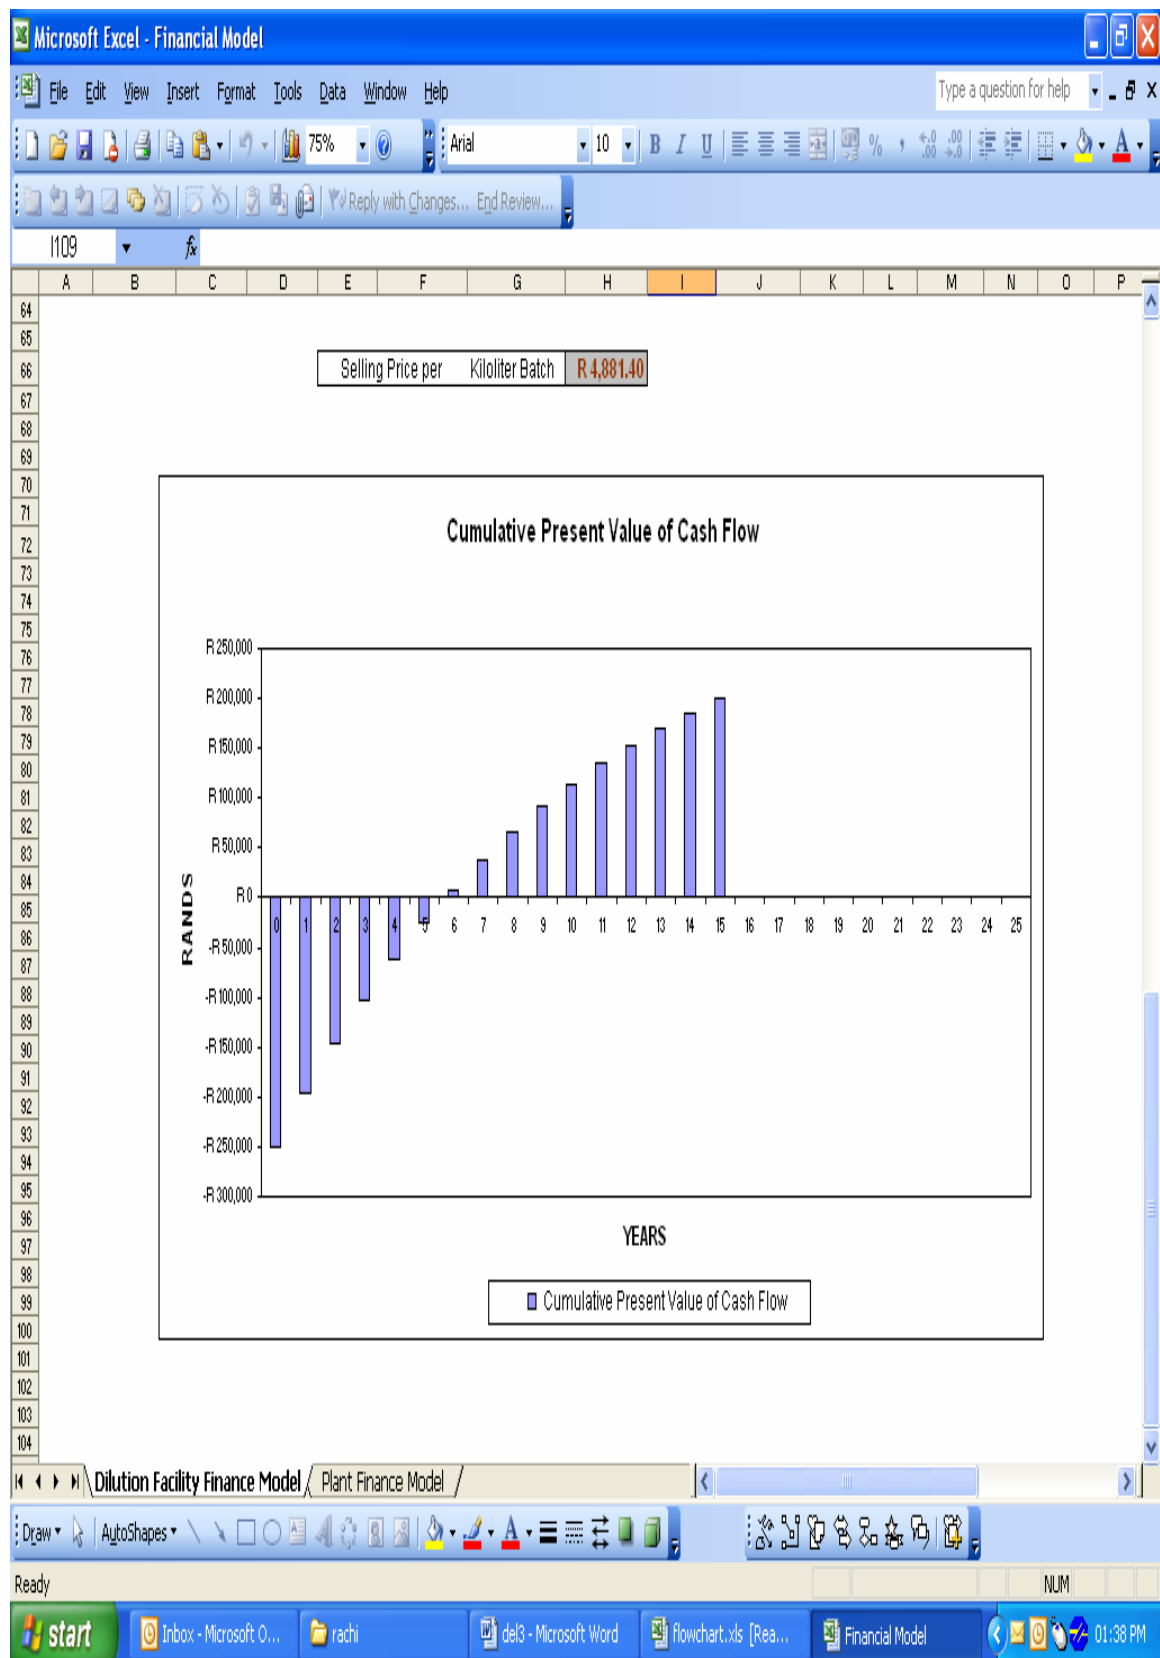 Microsoft Excel - Financial Model
File Edit View Insert Format Tools Data Window Help Type a question for help
75% Arial 10 B I U % ,
Reply with Changes... End Review...
I109 fx
A B C D E F G H I J K L M N O P
64
65
66 Selling Price per Kiloliter Batch R 4,881.40
67
68
69
70
71
72 Cumulative Present Value of Cash Flow
73
74
75
76 R 250,000
77
78 R 200,000
79 R 150,000
80
81 R 100,000
82
83 R 50,000
84 R 0
85 RANDS 0 1 2 3 4 5 6 7 8 9 10 11 12 13 14 15 16 17 18 19 20 21 22 23 24 25
86 -R 50,000
87
88 -R 100,000
89
90 -R 150,000
91
92 -R 200,000
93
94 -R 250,000
95 -R 300,000
96
97 YEARS
98
99 Cumulative Present Value of Cash Flow
100
101
102
103
104
Dilution Facility Finance Model Plant Finance Model
Draw AutoShapes A
Ready NUM
start Inbox - Microsoft O... rachi del3 - Microsoft Word flowchart.xls [Rea... Financial Model 01:38 PM